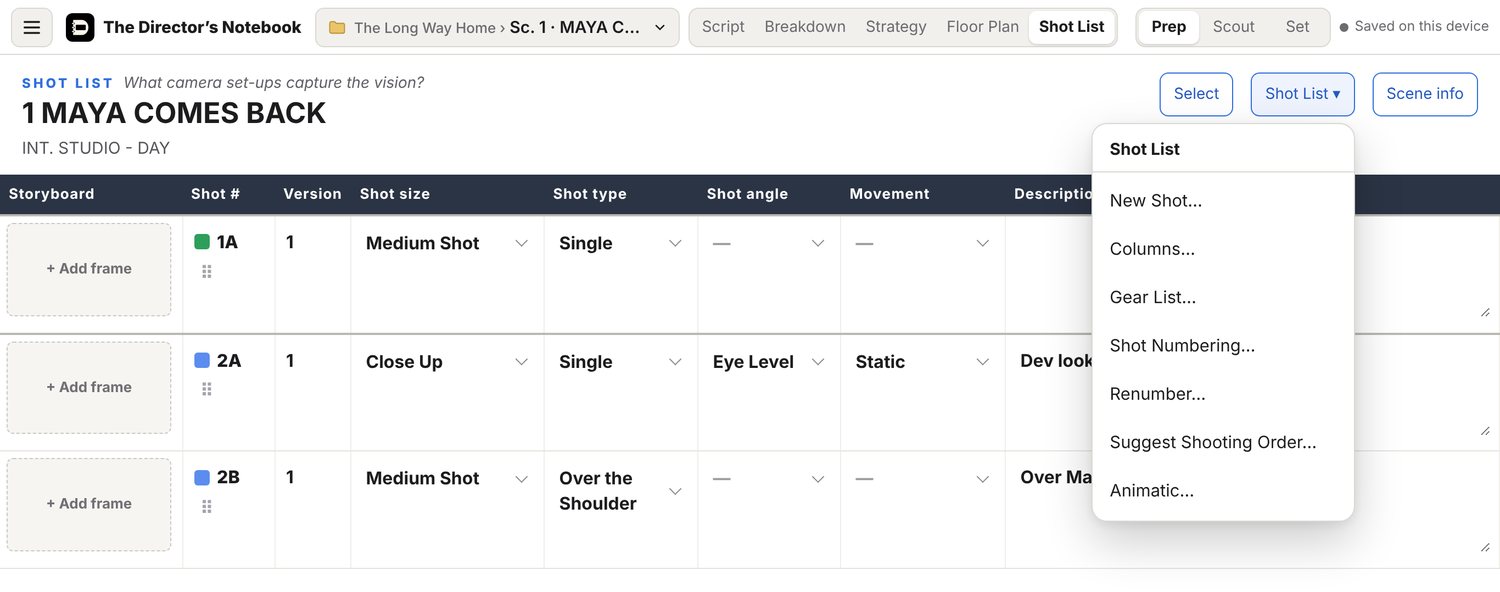 The Director's Notebook
The Long Way Home › Sc. 1 · MAYA C...
Script Breakdown Strategy Floor Plan Shot List
Prep Scout Set
Saved on this device
SHOT LIST What camera set-ups capture the vision?
1 MAYA COMES BACK
INT. STUDIO - DAY
Select Shot List ▾ Scene info
Shot List
New Shot...
Columns...
Gear List...
Shot Numbering...
Renumber...
Suggest Shooting Order...
Animatic...
Storyboard Shot # Version Shot size Shot type Shot angle Movement Descriptio
+ Add frame 1A 1 Medium Shot Single — —
+ Add frame 2A 1 Close Up Single Eye Level Static Dev look
+ Add frame 2B 1 Medium Shot Over the Shoulder — — Over Ma